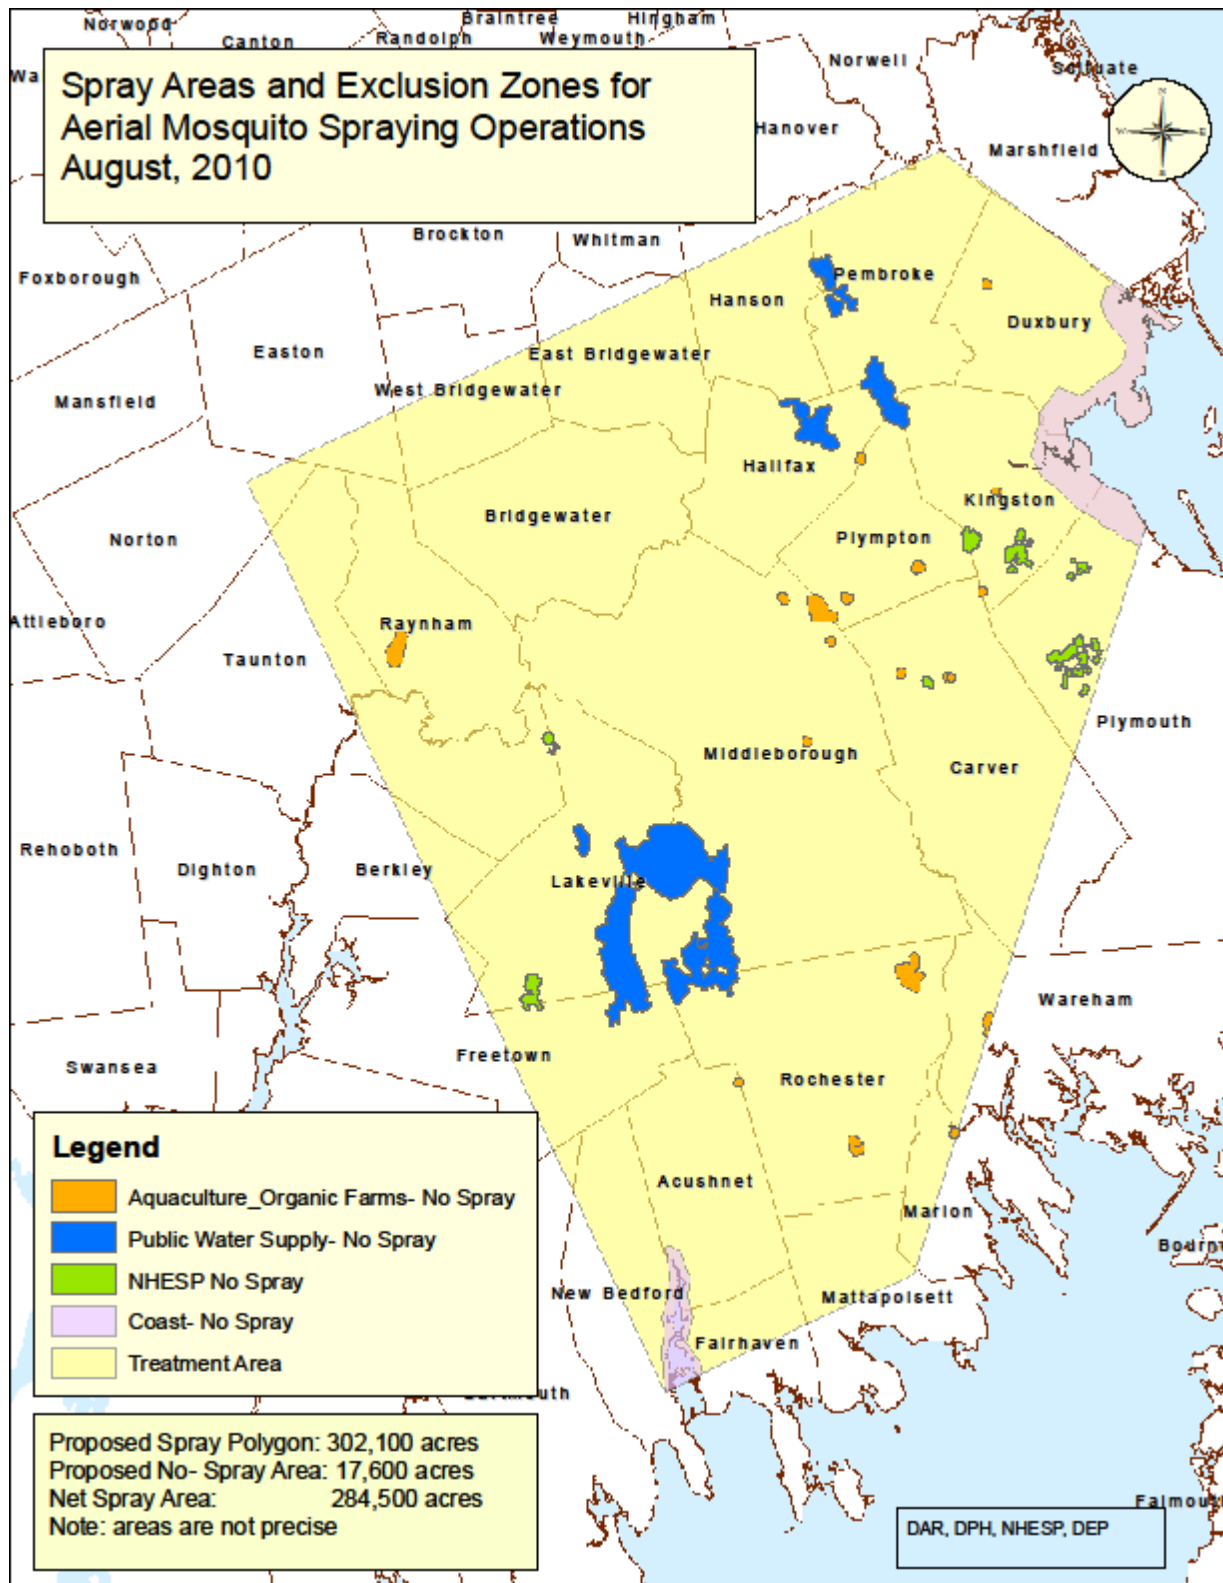 Norwood
Braintree
Hingham
Canton
Randolph
Weymouth
Norwell
Scituate
Wa
Spray Areas and Exclusion Zones for
Aerial Mosquito Spraying Operations
August, 2010
Hanover
N
W
E
Marshfield
Brockton
Whitman
Foxborough
Pembroke
Hanson
Duxbury
Easton
East Bridgewater
West Bridgewater
Mansfield
Halifax
Kingston
Bridgewater
Norton
Plympton
Attleboro
Raynham
Taunton
Plymouth
Middleborough
Carver
Rehoboth
Dighton
Berkley
Lakeville
Wareham
Freetown
Swansea
Rochester
Acushnet
Marion
Bourn
New Bedford
Mattapoisett
Fairhaven
Legend
Aquaculture_Organic Farms- No Spray
Public Water Supply- No Spray
NHESP No Spray
Coast- No Spray
Treatment Area
Proposed Spray Polygon: 302,100 acres
Proposed No- Spray Area: 17,600 acres
Net Spray Area: 284,500 acres
Note: areas are not precise
Falmout
DAR, DPH, NHESP, DEP